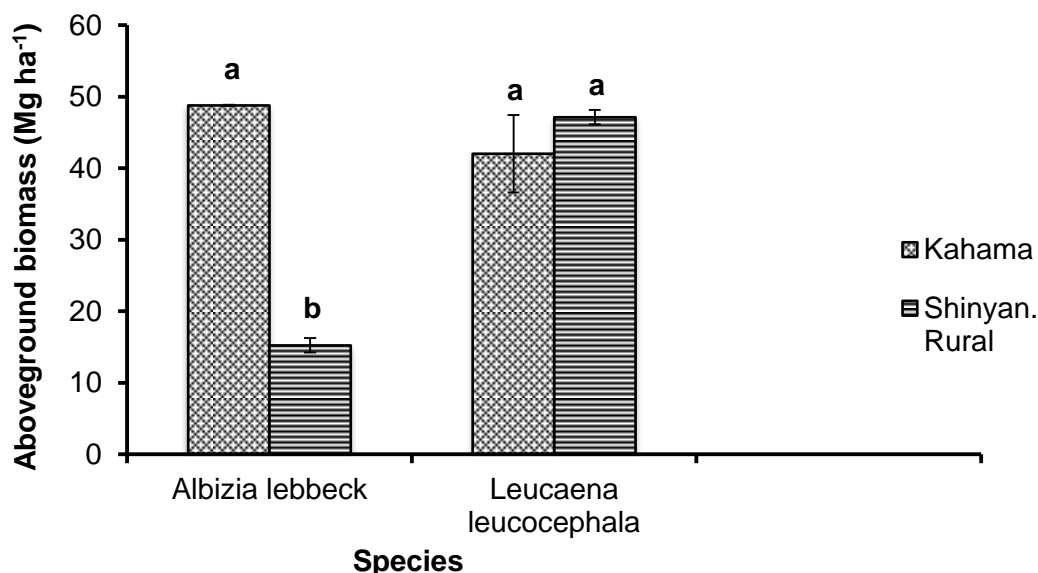 Aboveground biomass (Mg ha⁻¹)
60
50
40
30
20
10
0
a
b
a
a
Albizia lebbeck
Leucaena
leucocephala
Species
Kahama
Shinyan.
Rural